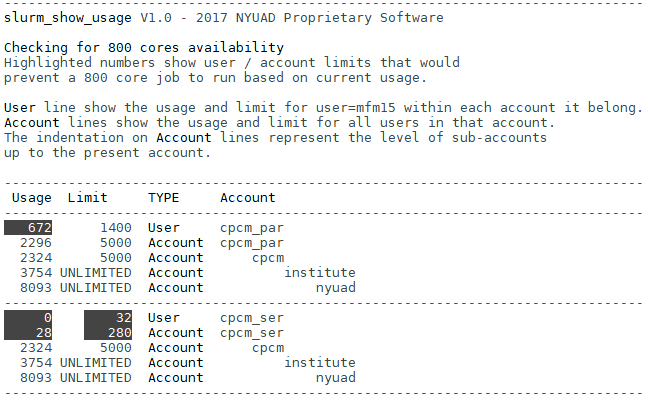 slurm_show_usage V1.0 - 2017 NYUAD Proprietary Software
Checking for 800 cores availability
Highlighted numbers show user / account limits that would
prevent a 800 core job to run based on current usage.
User line show the usage and limit for user=mfm15 within each account it belong.
Account lines show the usage and limit for all users in that account.
The indentation on Account lines represent the level of sub-accounts
up to the present account.
Usage Limit TYPE Account
672 1400 User cpcm_par
2296 5000 Account cpcm_par
2324 5000 Account cpcm
3754 UNLIMITED Account institute
8093 UNLIMITED Account nyuad
0 32 User cpcm_ser
28 280 Account cpcm_ser
2324 5000 Account cpcm
3754 UNLIMITED Account institute
8093 UNLIMITED Account nyuad